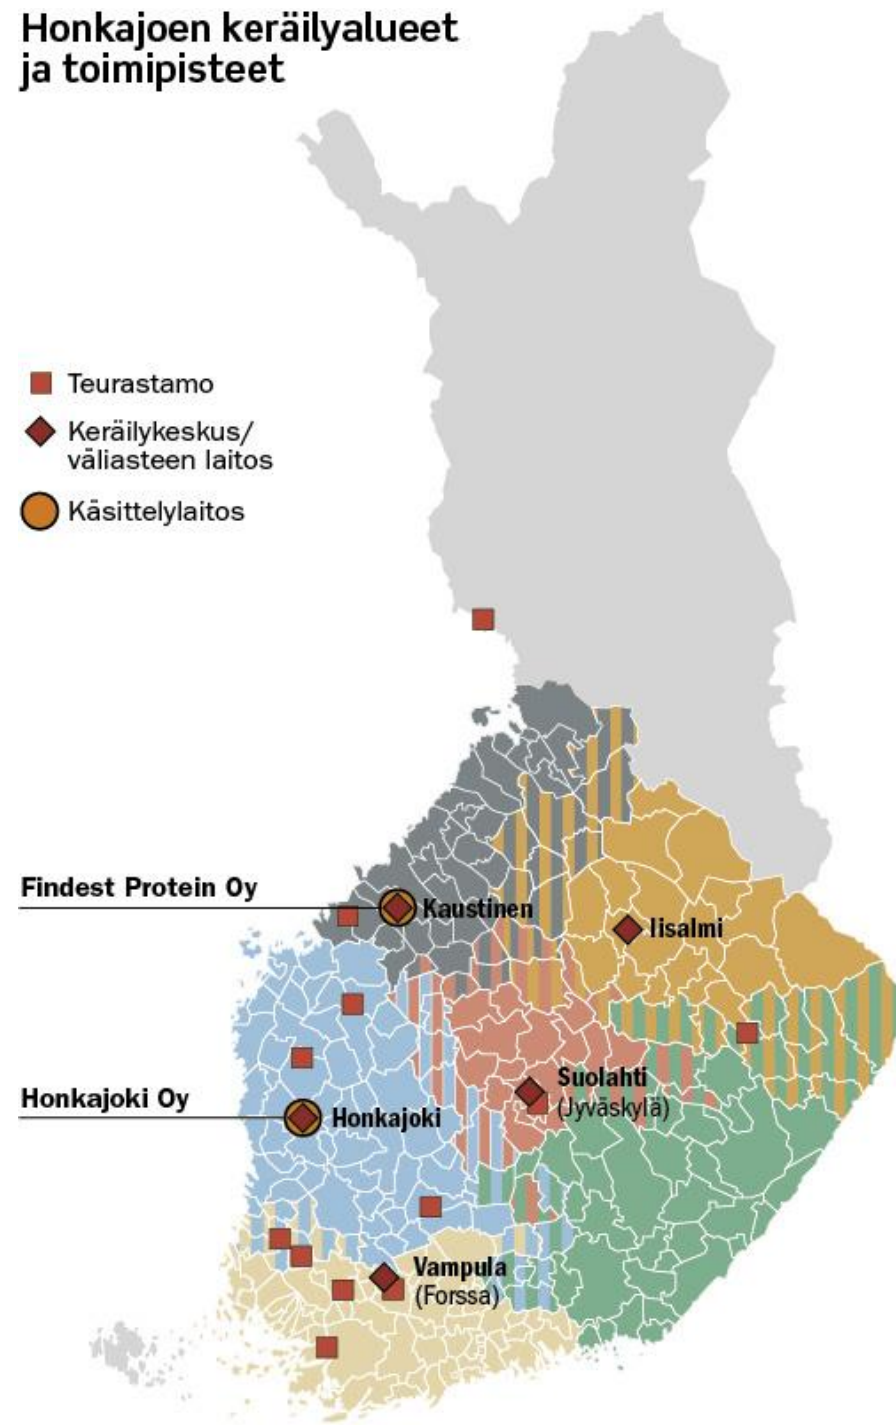 Honkajoen keräilyalueet
ja toimipisteet
Teurastamo
Keräilykeskus/
väliasteen laitos
Käsittelylaitos
Findest Protein Oy
Kaustinen
Iisalmi
Suolahti
(Jyväskylä)
Honkajoki Oy
Honkajoki
Vampula
(Forssa)